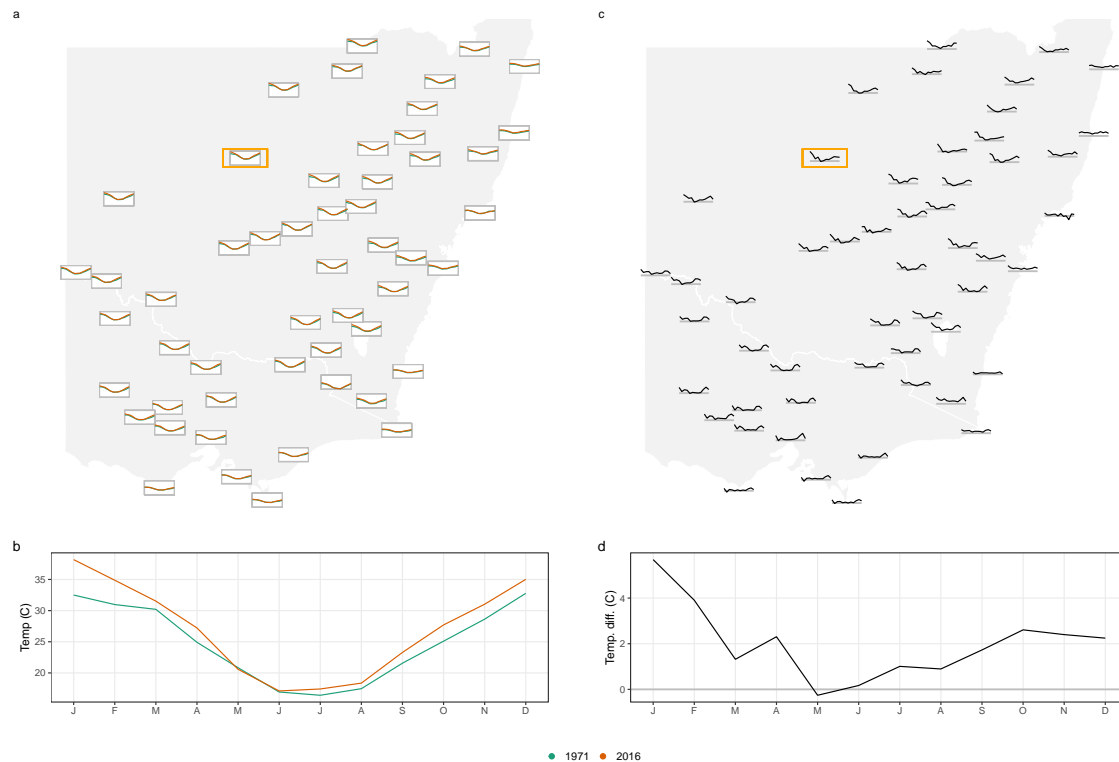 a
c
b
Temp (C)
35
30
25
20
J F M A M J J A S O N D
d
Temp. diff. (C)
4
2
0
J F M A M J J A S O N D
1971 2016